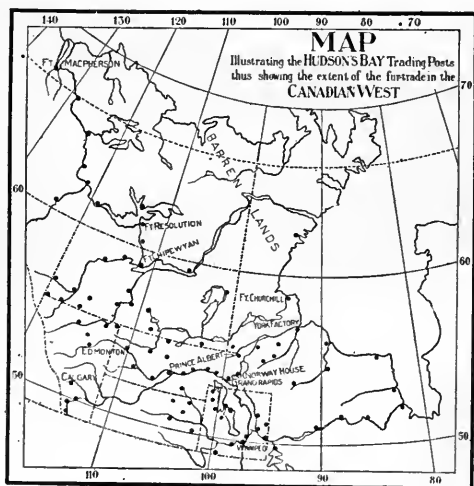 140 130 120 110 100 90 80 70
MAP
Illustrating the HUDSON'S BAY Trading Posts
thus showing the extent of the furtrade in the
CANADIAN WEST
FT. MACPHERSON
70
BARREN LANDS
60
FT RESOLUTION
FT. CHIPEWYAN
60
FT. CHURCHILL
YORK FACTORY
EDMONTON
PRINCE ALBERT
NORWAY HOUSE
GRAND RAPIDS
CALGARY
50
WINNIPEG
50
110 100 90 80